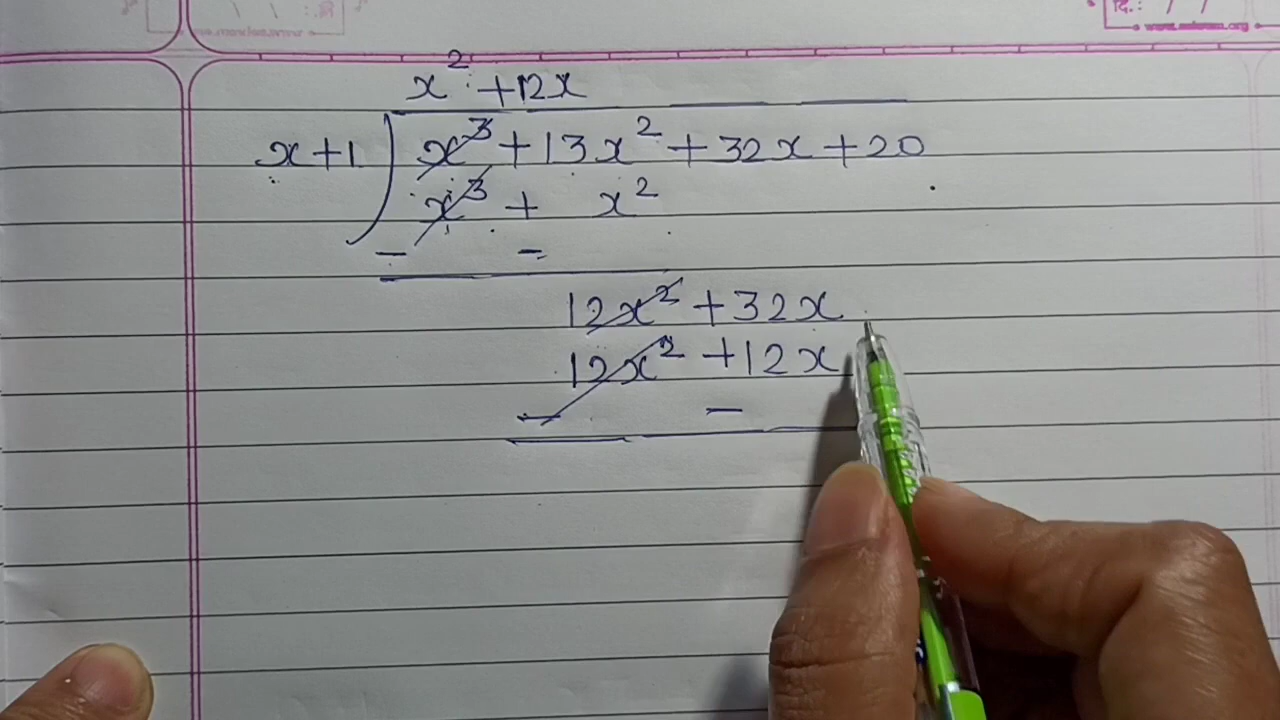 दि.: / /
x² + 12x
x + 1 ) x³ + 13x² + 32x + 20
x³ + x²
− −
12x² + 32x
12x² + 12x
− −